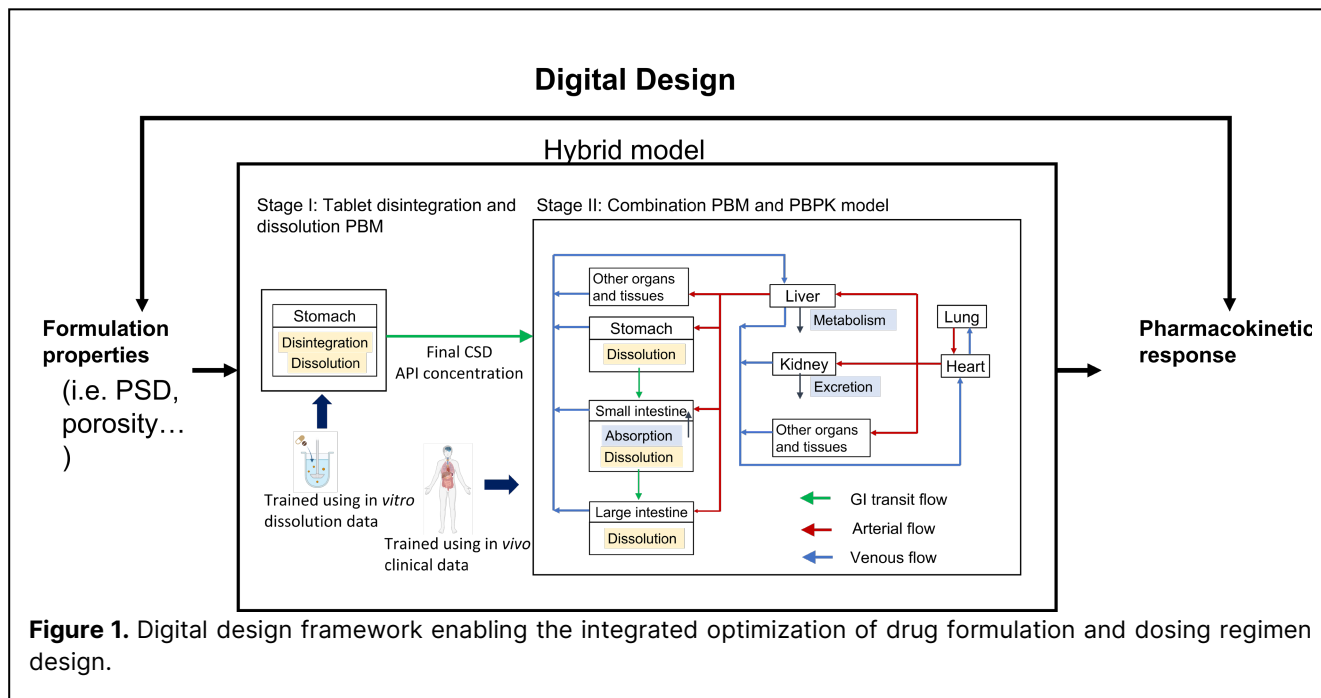 Digital Design
Hybrid model
Stage I: Tablet disintegration and
dissolution PBM
Stage II: Combination PBM and PBPK model
Stomach
Disintegration
Dissolution
Final CSD
API concentration
Formulation
properties
(i.e. PSD,
porosity…
)
Trained using in vitro
dissolution data
Trained using in vivo
clinical data
Other organs
and tissues
Stomach
Dissolution
Small intestine
Absorption
Dissolution
Large intestine
Dissolution
Liver
Metabolism
Kidney
Excretion
Other organs
and tissues
Lung
Heart
GI transit flow
Arterial flow
Venous flow
Pharmacokinetic
response
Figure 1. Digital design framework enabling the integrated optimization of drug formulation and dosing regimen
design.